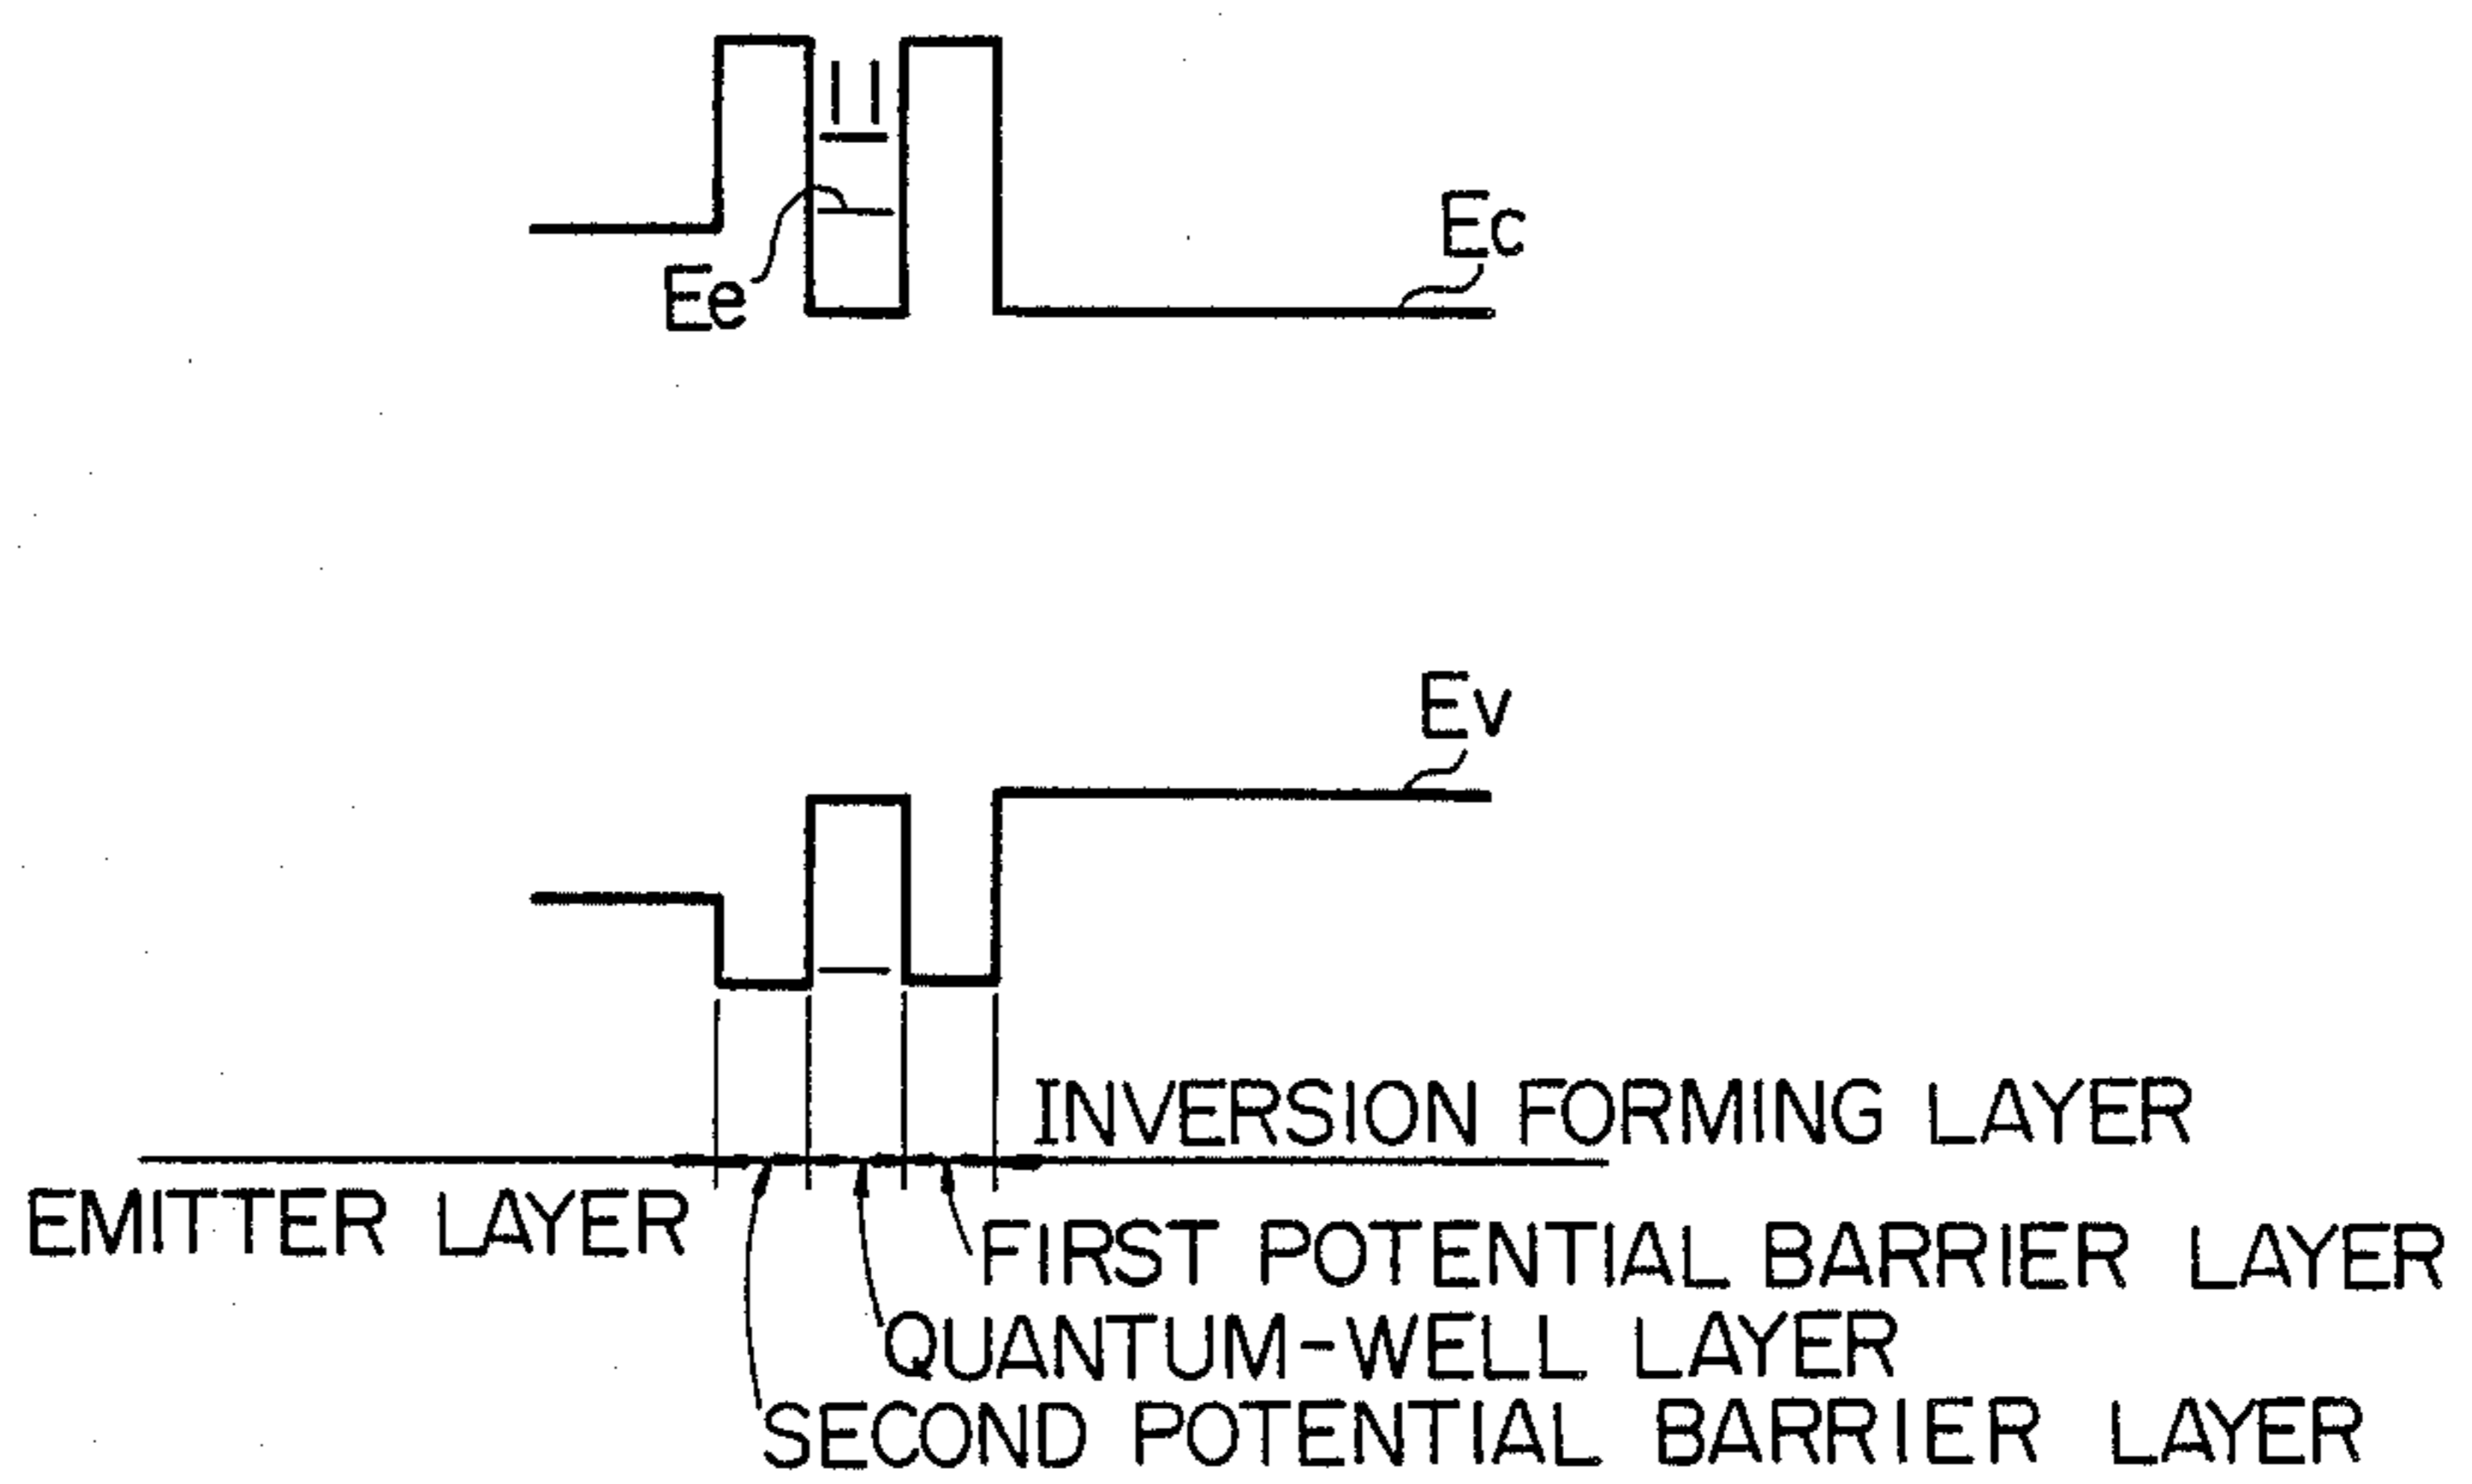 Ec
Ee
Ev
INVERSION FORMING LAYER
EMITTER LAYER
FIRST POTENTIAL BARRIER LAYER
QUANTUM-WELL LAYER
SECOND POTENTIAL BARRIER LAYER